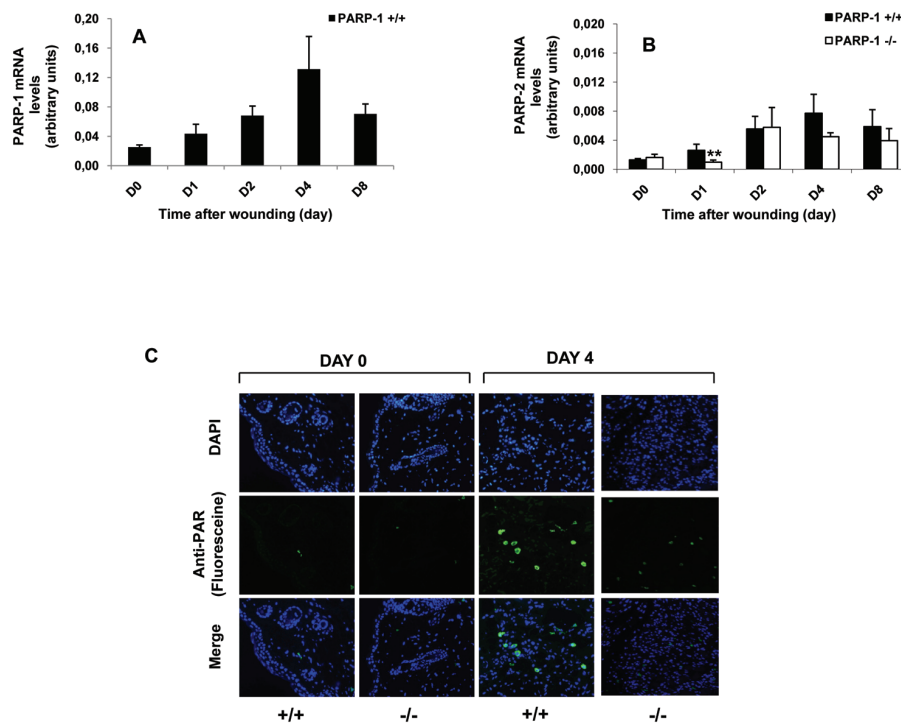 A
PARP-1 +/+
PARP-1 mRNA
levels
(arbitrary units)
0,20
0,16
0,12
0,08
0,04
0,00
D0 D1 D2 D4 D8
Time after wounding (day)
B
PARP-1 +/+
PARP-1 -/-
PARP-2 mRNA
levels
(arbitrary units)
0,020
0,016
0,012
0,008
0,004
0,000
**
D0 D1 D2 D4 D8
Time after wounding (day)
C
DAY 0 DAY 4
DAPI
Anti-PAR
(Fluoresceine)
Merge
+/+ -/- +/+ -/-